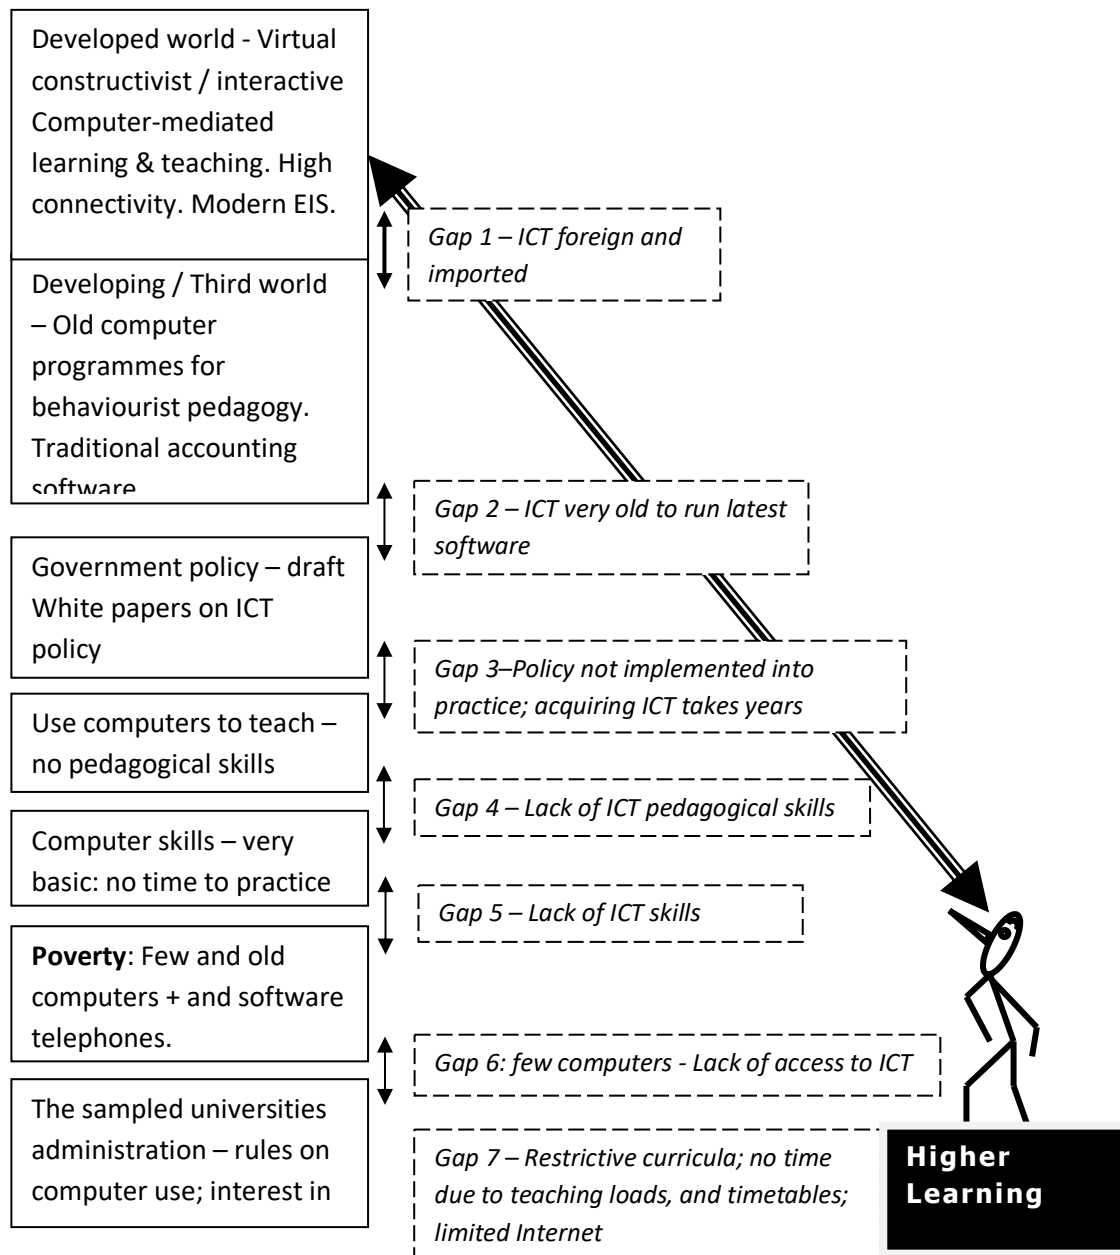 Developed world - Virtual
constructivist / interactive
Computer-mediated
learning & teaching. High
connectivity. Modern EIS.
Gap 1 – ICT foreign and
imported
Developing / Third world
– Old computer
programmes for
behaviourist pedagogy.
Traditional accounting
software
Gap 2 – ICT very old to run latest
software
Government policy – draft
White papers on ICT
policy
Gap 3–Policy not implemented into
practice; acquiring ICT takes years
Use computers to teach –
no pedagogical skills
Gap 4 – Lack of ICT pedagogical skills
Computer skills – very
basic: no time to practice
Gap 5 – Lack of ICT skills
Poverty: Few and old
computers + and software
telephones.
Gap 6: few computers - Lack of access to ICT
The sampled universities
administration – rules on
computer use; interest in
Gap 7 – Restrictive curricula; no time
due to teaching loads, and timetables;
limited Internet
Higher
Learning